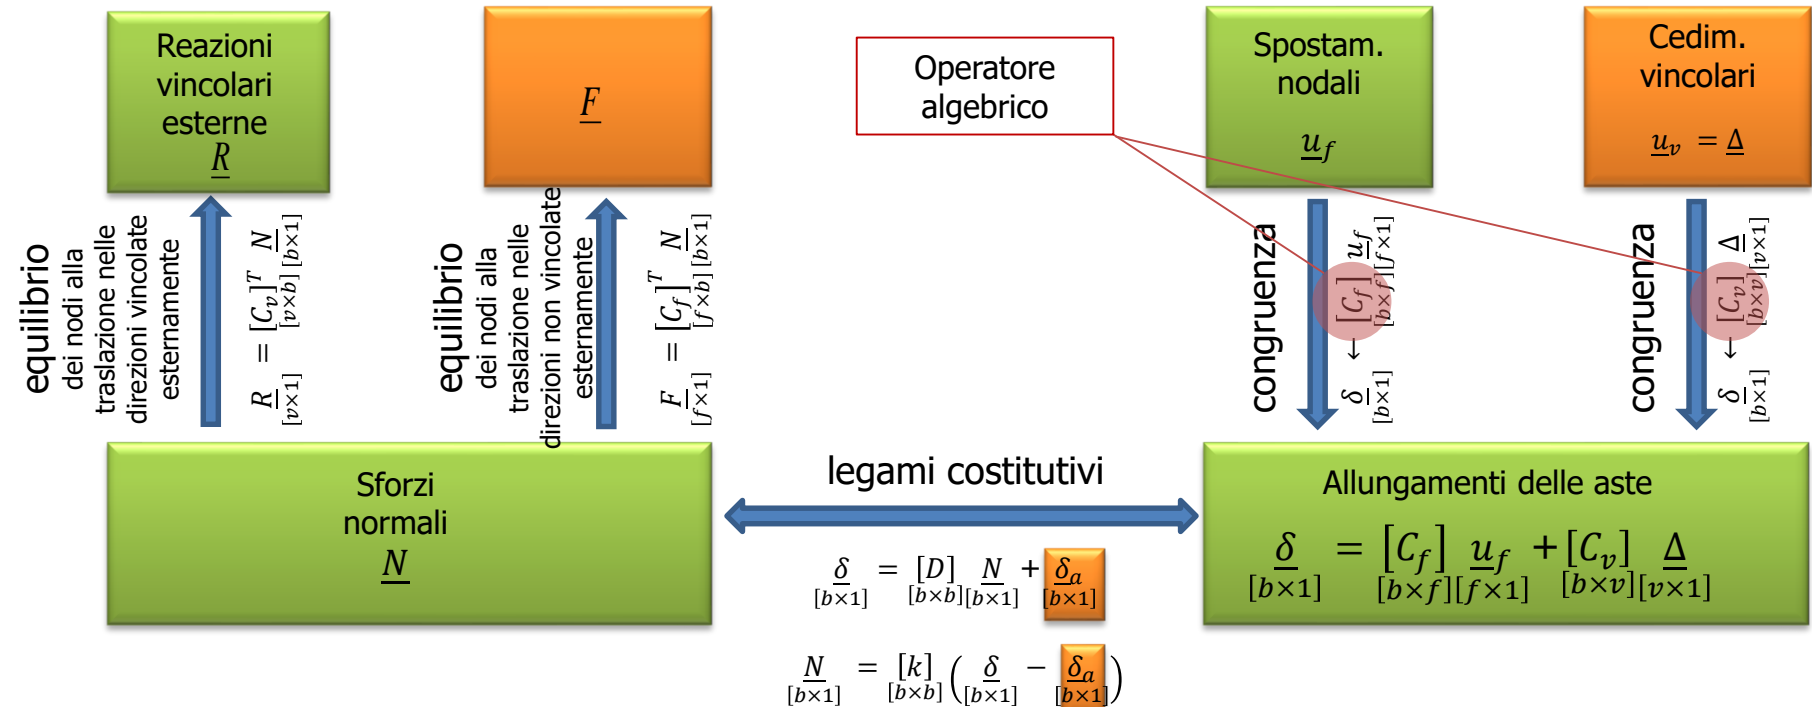 Reazioni
vincolari
esterne
R
F
Operatore
algebrico
Spostam.
nodali
u_f
Cedim.
vincolari
u_v = Δ
equilibrio
dei nodi alla
traslazione nelle
direzioni vincolate
esternamente
R = [C_v]^T N
[v×1] [v×b] [b×1]
equilibrio
dei nodi alla
traslazione nelle
direzioni non vincolate
esternamente
F = [C_f]^T N
[f×1] [f×b] [b×1]
congruenza
δ ← [C_f] u_f
[b×1] [b×f] [f×1]
congruenza
δ ← [C_v] Δ
[b×1] [b×v] [v×1]
Sforzi
normali
N
legami costitutivi
δ = [D] N + δ_a
[b×1] [b×b] [b×1] [b×1]
N = [k] (δ − δ_a)
[b×1] [b×b] [b×1] [b×1]
Allungamenti delle aste
δ = [C_f] u_f + [C_v] Δ
[b×1] [b×f] [f×1] [b×v] [v×1]